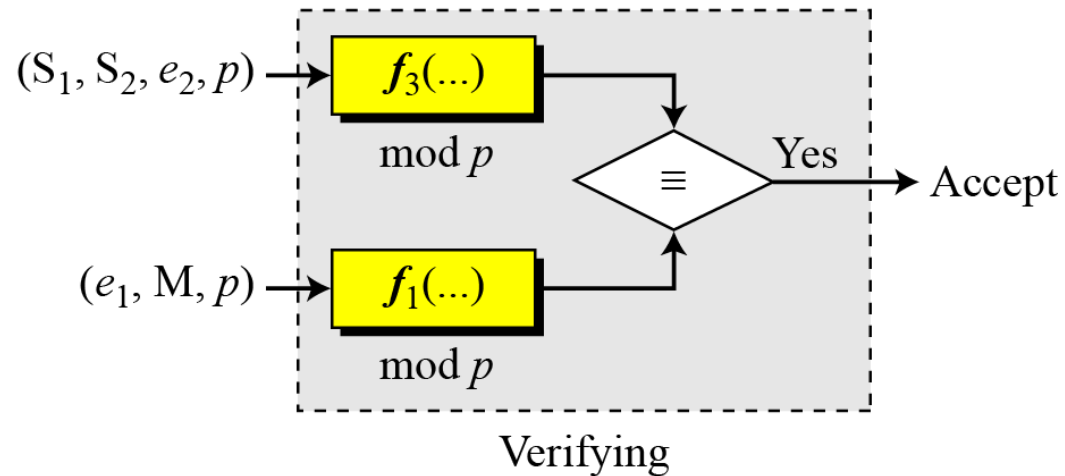 (S₁, S₂, e₂, p)
f₃(...)
mod p
Yes
≡
Accept
(e₁, M, p)
f₁(...)
mod p
Verifying